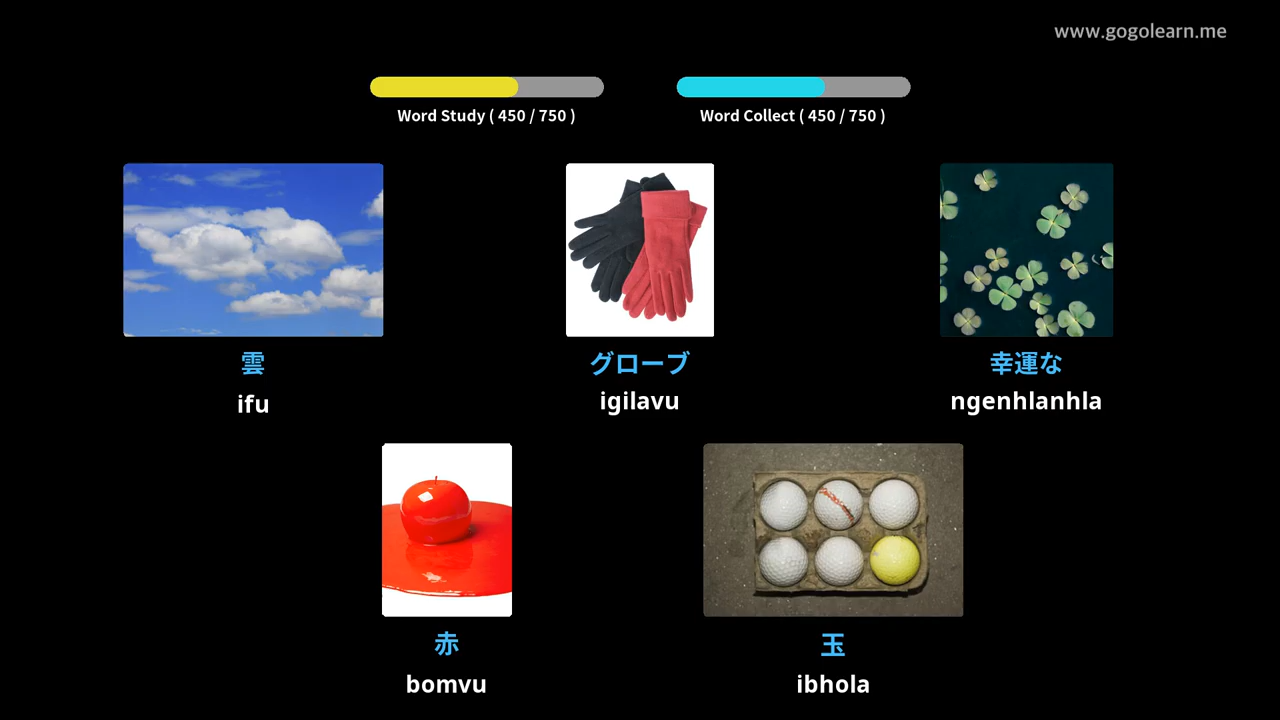 www.gogolearn.me
Word Study ( 450 / 750 )
Word Collect ( 450 / 750 )
雲
ifu
グローブ
igilavu
幸運な
ngenhlanhla
赤
bomvu
玉
ibhola